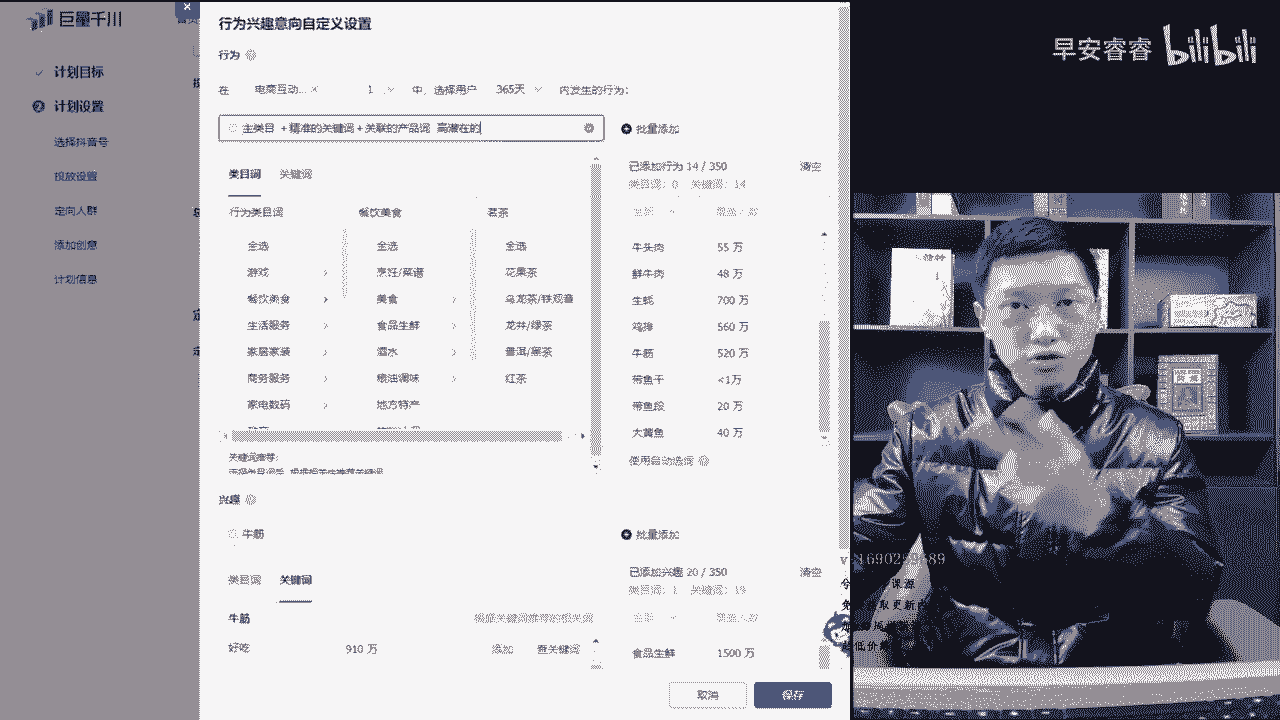 巨量千川
计划目标
2 计划设置
选择抖音号
投放设置
定向人群
添加创意
计划信息
行为兴趣意向自定义设置
行为
在 电商互动... × 1 中，选择用户 365天 内发生的行为：
主类目 +精准的关键词+关联的产品词 高潜在的
批量添加
类目词 关键词
行为类目词 餐饮美食 茗茶
全选 全选 全选
游戏 烹饪/菜谱 花果茶
餐饮美食 美食 乌龙茶/铁观音
生活服务 食品生鲜 龙井/绿茶
家居家装 酒水 普洱/黑茶
商务服务 粮油调味 红茶
家电数码 地方特产
关键词推荐：
已添加行为 14 / 350 清空
类目词：0 关键词：14
牛头肉 55 万
鲜牛肉 48 万
生蚝 700 万
鸡排 560 万
牛筋 520 万
带鱼干 <1万
带鱼段 20 万
大黄鱼 40 万
使用自动选词
兴趣
牛筋
批量添加
类目词 关键词
牛筋
好吃 910 万 添加 查关键词
已添加兴趣 20 / 350 清空
类目词：1 关键词：19
食品生鲜 1500 万
取消 保存
早安睿睿 bilibili